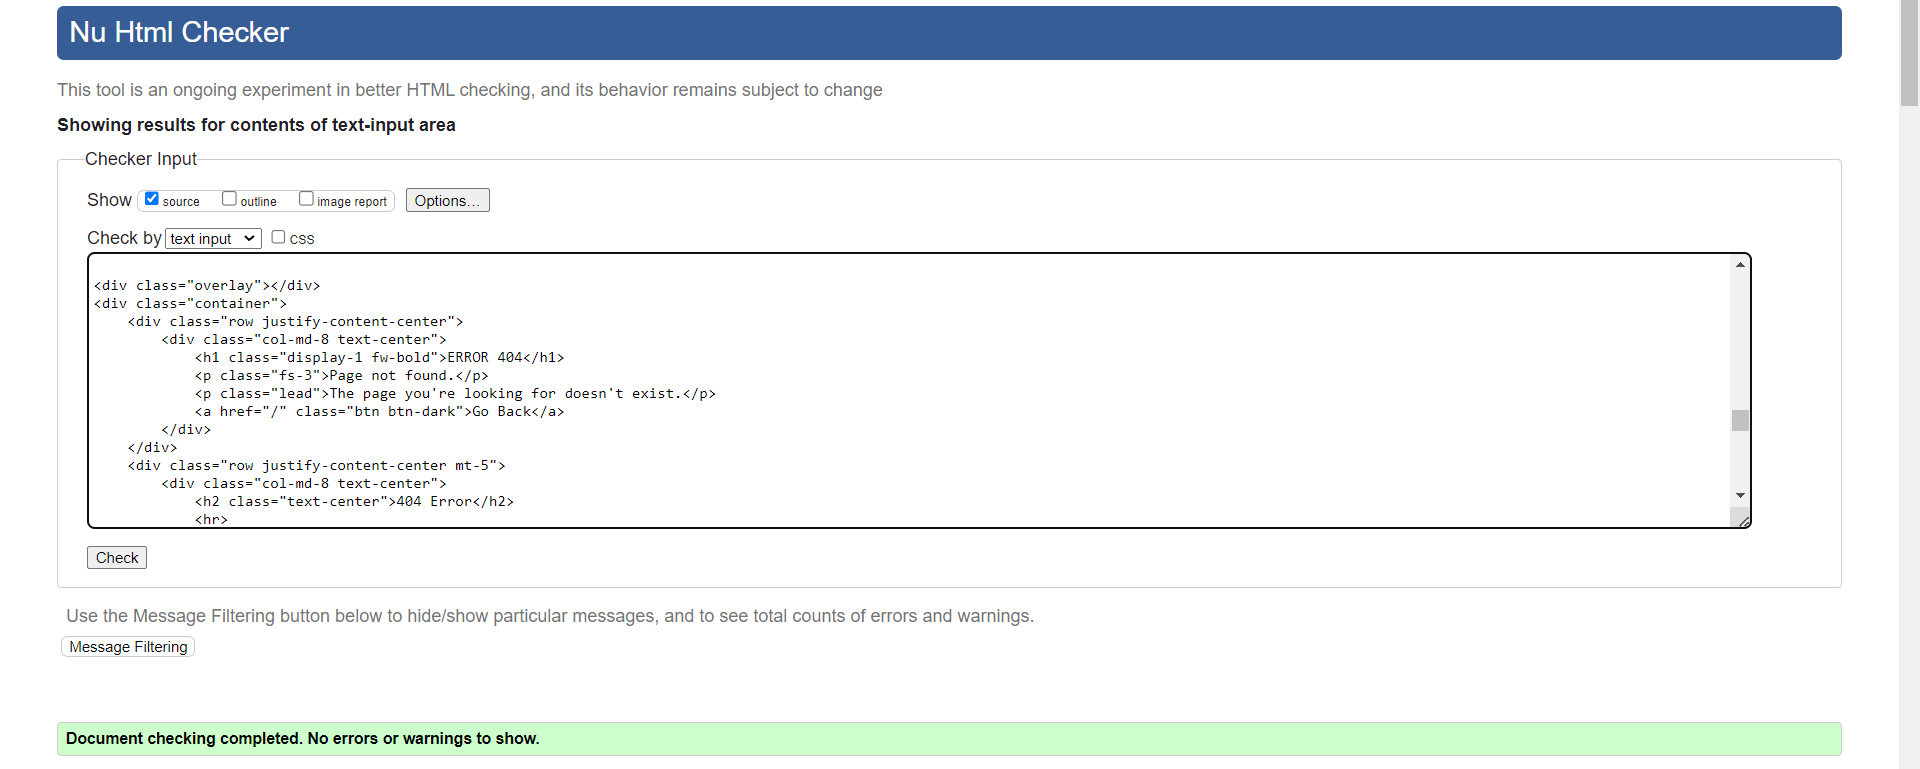 Nu Html Checker
This tool is an ongoing experiment in better HTML checking, and its behavior remains subject to change
Showing results for contents of text-input area
Checker Input
Show source outline image report Options...
Check by text input css
<div class="overlay"></div>
<div class="container">
    <div class="row justify-content-center">
        <div class="col-md-8 text-center">
            <h1 class="display-1 fw-bold">ERROR 404</h1>
            <p class="fs-3">Page not found.</p>
            <p class="lead">The page you're looking for doesn't exist.</p>
            <a href="/" class="btn btn-dark">Go Back</a>
        </div>
    </div>
    <div class="row justify-content-center mt-5">
        <div class="col-md-8 text-center">
            <h2 class="text-center">404 Error</h2>
            <hr>
Check
Use the Message Filtering button below to hide/show particular messages, and to see total counts of errors and warnings.
Message Filtering
Document checking completed. No errors or warnings to show.